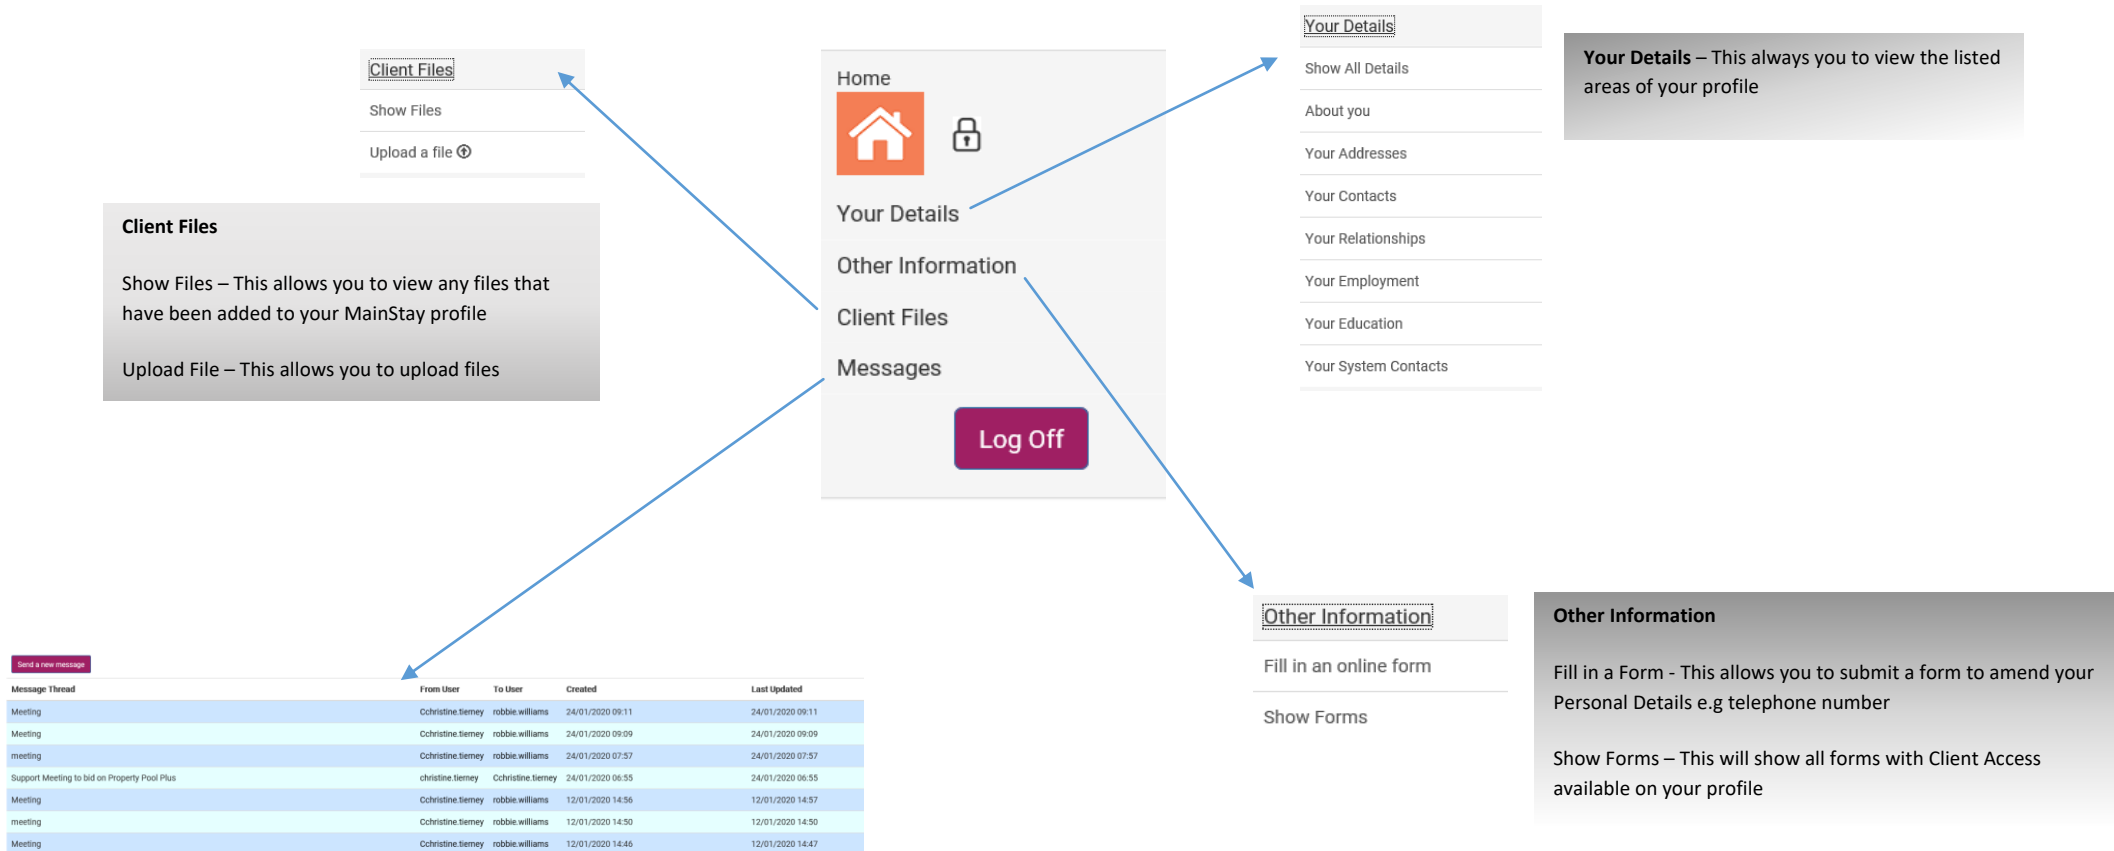 Client Files
Show Files
Upload a file
Client Files
Show Files – This allows you to view any files that
have been added to your MainStay profile
Upload File – This allows you to upload files
Home
Your Details
Other Information
Client Files
Messages
Log Off
Your Details
Show All Details
About you
Your Addresses
Your Contacts
Your Relationships
Your Employment
Your Education
Your System Contacts
Your Details – This always you to view the listed
areas of your profile
Send a new message
Message Thread From User To User Created Last Updated
Meeting Cchristine.tierney robbie.williams 24/01/2020 09:11 24/01/2020 09:11
Meeting Cchristine.tierney robbie.williams 24/01/2020 09:09 24/01/2020 09:09
meeting Cchristine.tierney robbie.williams 24/01/2020 07:57 24/01/2020 07:57
Support Meeting to bid on Property Pool Plus christine.tierney Cchristine.tierney 24/01/2020 06:55 24/01/2020 06:55
Meeting Cchristine.tierney robbie.williams 12/01/2020 14:56 12/01/2020 14:57
meeting Cchristine.tierney robbie.williams 12/01/2020 14:50 12/01/2020 14:50
Meeting Cchristine.tierney robbie.williams 12/01/2020 14:46 12/01/2020 14:47
Other Information
Fill in an online form
Show Forms
Other Information
Fill in a Form - This allows you to submit a form to amend your
Personal Details e.g telephone number
Show Forms – This will show all forms with Client Access
available on your profile